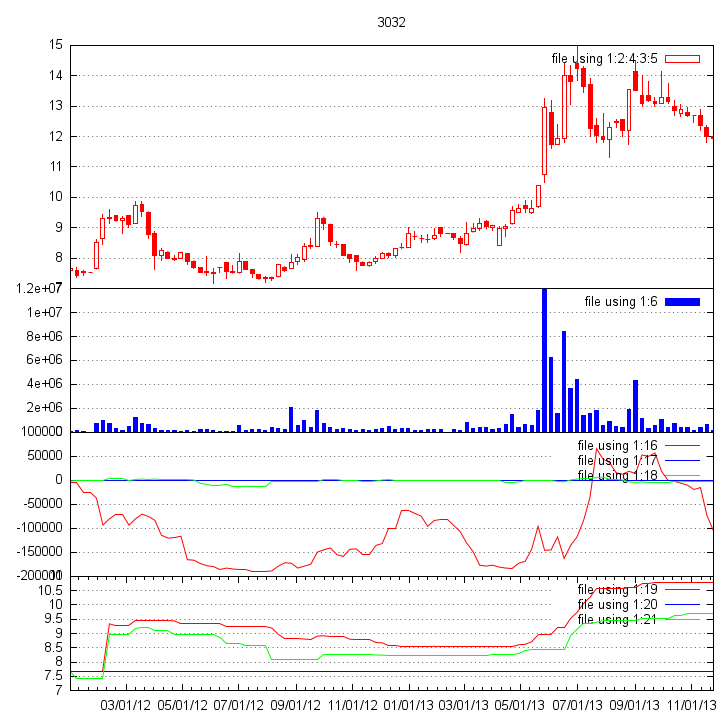 3032
15
file using 1:2:4:3:5
14
13
12
11
10
9
8
7
1.2e+07
file using 1:6
1e+07
8e+06
6e+06
4e+06
2e+06
0
100000
file using 1:16
50000
file using 1:17
0
file using 1:18
-50000
-100000
-150000
-200000
11
10.5
file using 1:19
10
file using 1:20
9.5
file using 1:21
9
8.5
8
7.5
7
03/01/12 05/01/12 07/01/12 09/01/12 11/01/12 01/01/13 03/01/13 05/01/13 07/01/13 09/01/13 11/01/13